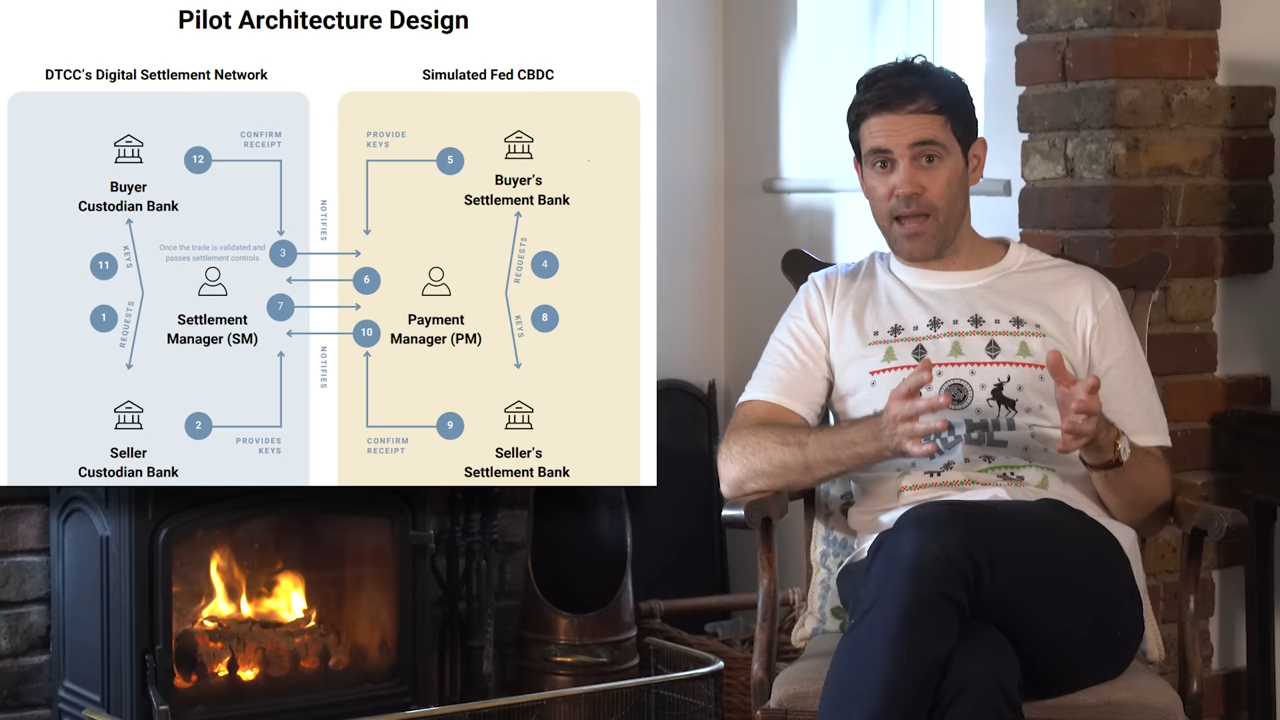 Pilot Architecture Design
DTCC's Digital Settlement Network
Simulated Fed CBDC
12
CONFIRM
RECEIPT
PROVIDE
KEYS
5
Buyer
Custodian Bank
Buyer's
Settlement Bank
NOTIFIES
Once the trade is validated and
passes settlement controls
3
11
KEYS
REQUESTS
4
6
1
REQUESTS
7
KEYS
8
Settlement
Manager (SM)
10
Payment
Manager (PM)
NOTIFIES
2
PROVIDES
KEYS
CONFIRM
RECEIPT
9
Seller
Custodian Bank
Seller's
Settlement Bank